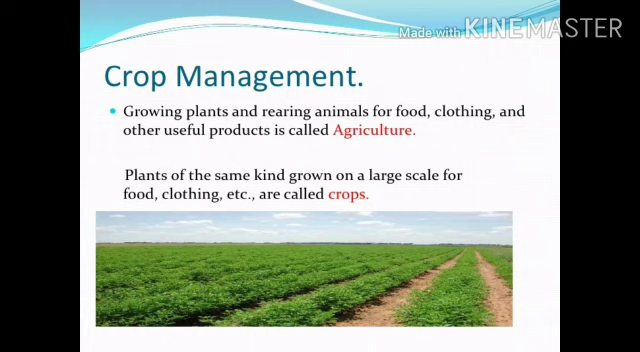 Made with KINEMASTER
Crop Management.
• Growing plants and rearing animals for food, clothing, and
other useful products is called Agriculture.
Plants of the same kind grown on a large scale for
food, clothing, etc., are called crops.